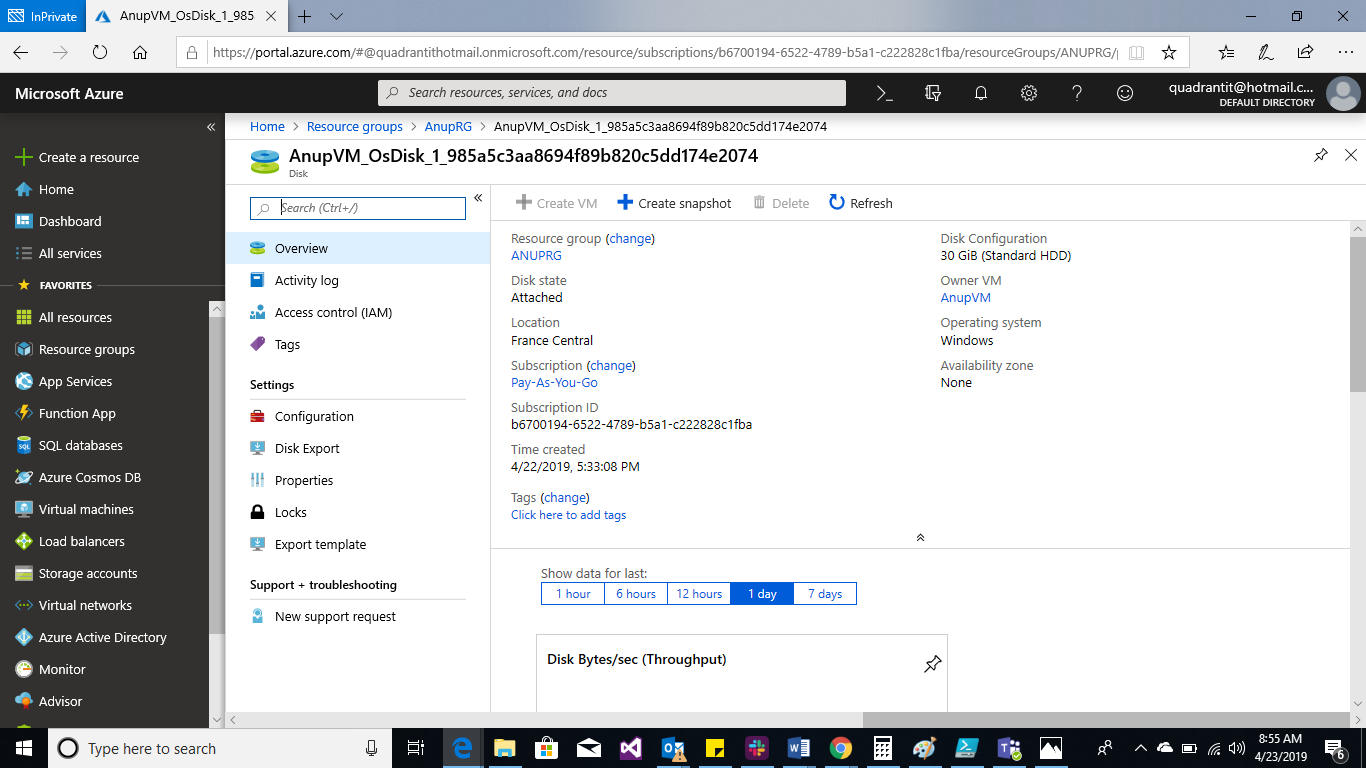 InPrivate
AnupVM_OsDisk_1_985
https://portal.azure.com/#@quadrantithotmail.onmicrosoft.com/resource/subscriptions/b6700194-6522-4789-b5a1-c222828c1fba/resourceGroups/ANUPRG/
Microsoft Azure
Search resources, services, and docs
quadrantit@hotmail.c...
DEFAULT DIRECTORY
Create a resource
Home
Dashboard
All services
FAVORITES
All resources
Resource groups
App Services
Function App
SQL databases
Azure Cosmos DB
Virtual machines
Load balancers
Storage accounts
Virtual networks
Azure Active Directory
Monitor
Advisor
Home > Resource groups > AnupRG > AnupVM_OsDisk_1_985a5c3aa8694f89b820c5dd174e2074
AnupVM_OsDisk_1_985a5c3aa8694f89b820c5dd174e2074
Disk
Search (Ctrl+/)
Overview
Activity log
Access control (IAM)
Tags
Settings
Configuration
Disk Export
Properties
Locks
Export template
Support + troubleshooting
New support request
Create VM
Create snapshot
Delete
Refresh
Resource group (change)
ANUPRG
Disk state
Attached
Location
France Central
Subscription (change)
Pay-As-You-Go
Subscription ID
b6700194-6522-4789-b5a1-c222828c1fba
Time created
4/22/2019, 5:33:08 PM
Tags (change)
Click here to add tags
Disk Configuration
30 GiB (Standard HDD)
Owner VM
AnupVM
Operating system
Windows
Availability zone
None
Show data for last:
1 hour
6 hours
12 hours
1 day
7 days
Disk Bytes/sec (Throughput)
Type here to search
8:55 AM
4/23/2019
6